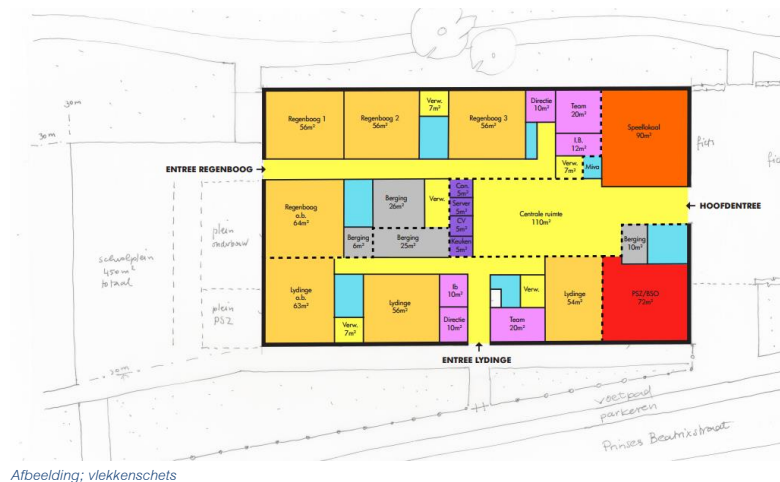 Regenboog 1
56m²
Regenboog 2
56m²
Verw.
7m²
Regenboog 3
56m²
Directie
10m²
Team
20m²
I.B.
12m²
Verw.
7m²
Miva
Speellokaal
90m²
30m
30m
ENTREE REGENBOOG →
→ HOOFDENTREE
Regenboog
o.b.
64m²
Berging
26m²
Verw.
Berging
6m²
Berging
25m²
Con.
5m²
Server
5m²
CV
5m²
Keuken
5m²
Centrale ruimte
110m²
Berging
10m²
plein
onderbouw
schoolplein
450m²
totaal
plein
PSZ
Lydinge
o.b.
63m²
Verw.
7m²
Lydinge
56m²
Ib
10m²
Directie
10m²
Verw.
Team
20m²
Lydinge
54m²
PSZ/BSO
72m²
ENTREE LYDINGE
30m
voetpad
parkeren
Prinses Beatrixstraat
Afbeelding; vlekkenschets